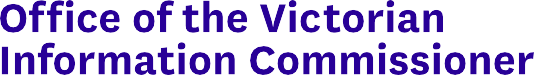 Office of the Victorian
Information Commissioner